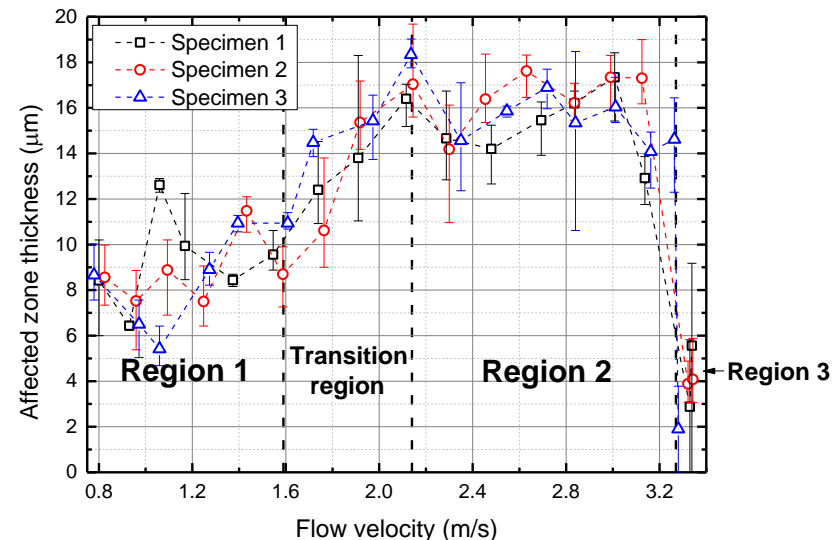 20
18
16
14
12
10
8
6
4
2
0
Affected zone thickness (μm)
Specimen 1
Specimen 2
Specimen 3
Region 1
Transition
region
Region 2
Region 3
0.8 1.2 1.6 2.0 2.4 2.8 3.2
Flow velocity (m/s)